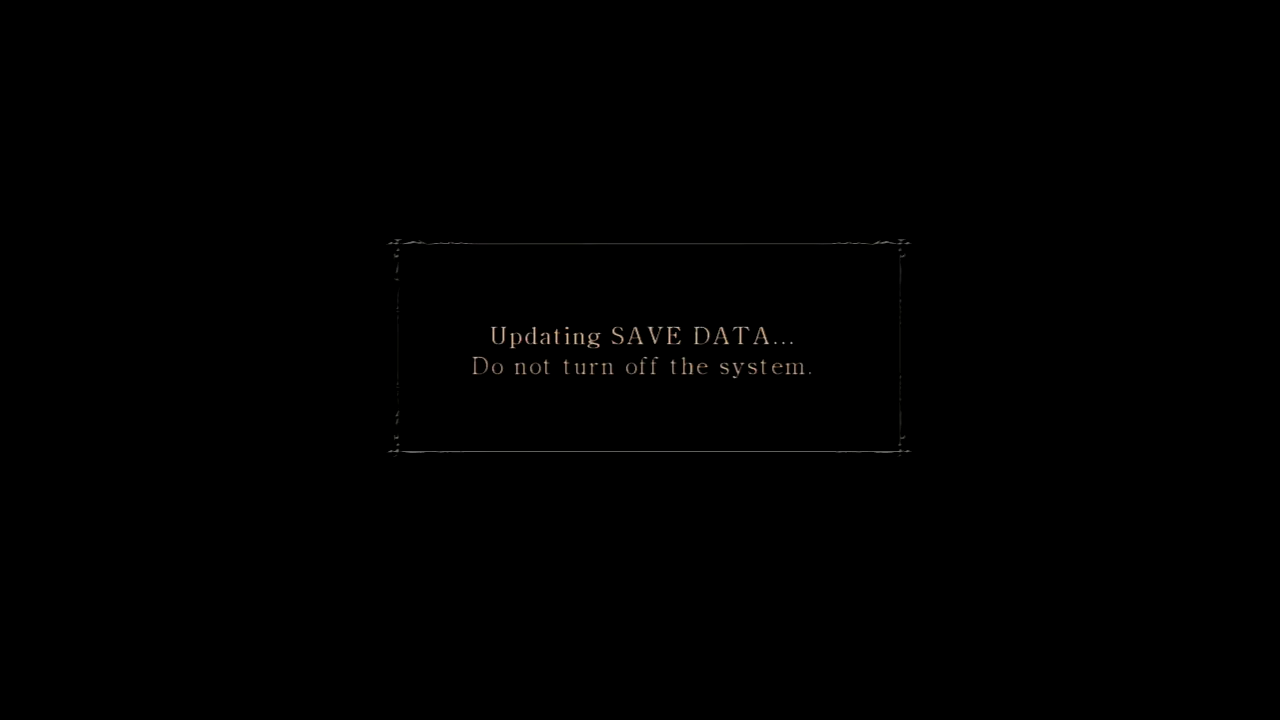 Updating SAVE DATA...
Do not turn off the system.